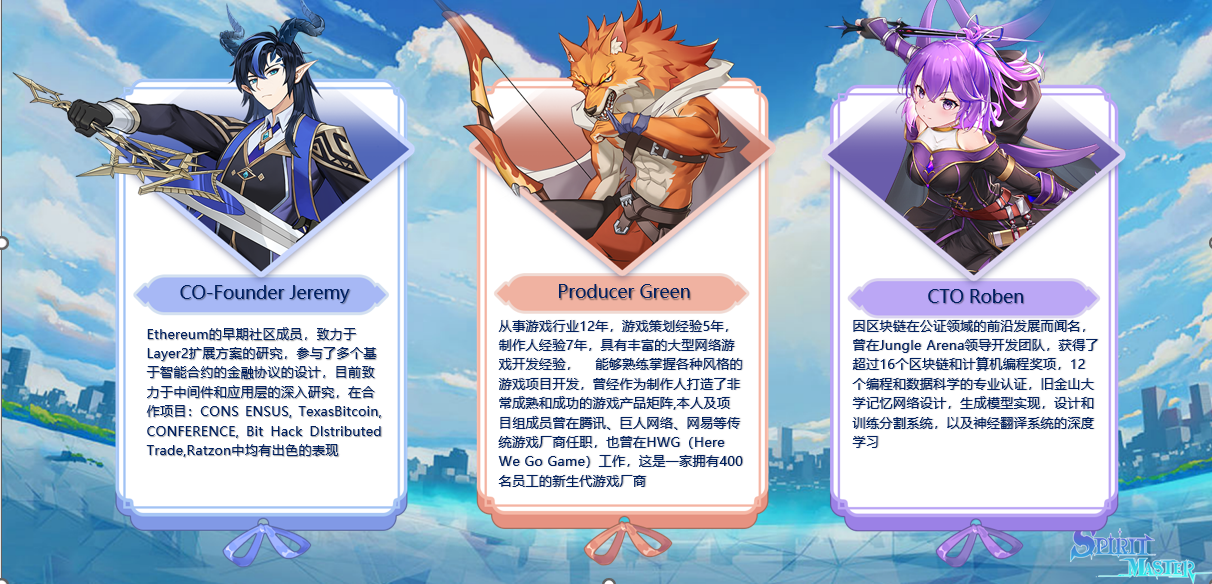 CO-Founder Jeremy
Ethereum的早期社区成员，致力于
Layer2扩展方案的研究，参与了多个基
于智能合约的金融协议的设计，目前致
力于中间件和应用层的深入研究，在合
作项目：CONS ENSUS, TexasBitcoin,
CONFERENCE, Bit Hack DIstributed
Trade,Ratzon中均有出色的表现
Producer Green
从事游戏行业12年，游戏策划经验5年，
制作人经验7年，具有丰富的大型网络游
戏开发经验， 能够熟练掌握各种风格的
游戏项目开发，曾经作为制作人打造了非
常成熟和成功的游戏产品矩阵,本人及项
目组成员曾在腾讯、巨人网络、网易等传
统游戏厂商任职，也曾在HWG（Here
We Go Game）工作，这是一家拥有400
名员工的新生代游戏厂商
CTO Roben
因区块链在公证领域的前沿发展而闻名，
曾在Jungle Arena领导开发团队，获得了
超过16个区块链和计算机编程奖项，12
个编程和数据科学的专业认证，旧金山大
学记忆网络设计，生成模型实现，设计和
训练分割系统，以及神经翻译系统的深度
学习
SPIRIT
MASTER